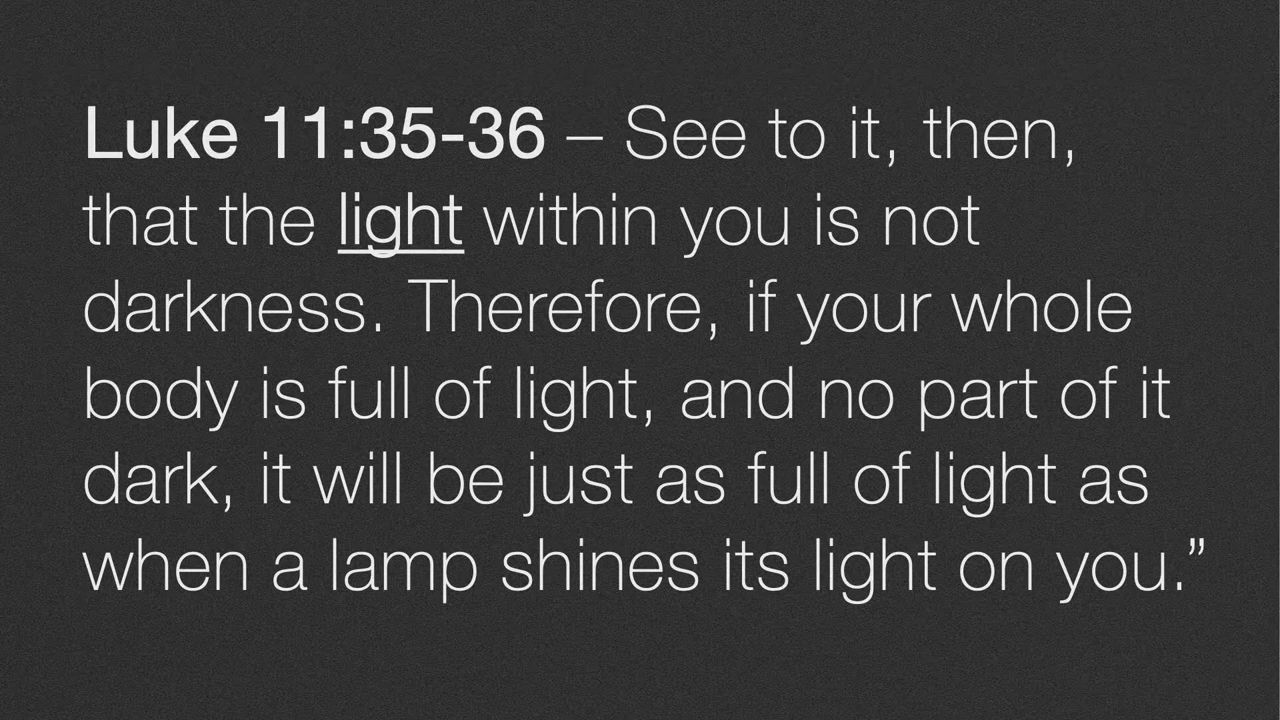 Luke 11:35-36 – See to it, then,
that the light within you is not
darkness. Therefore, if your whole
body is full of light, and no part of it
dark, it will be just as full of light as
when a lamp shines its light on you.”